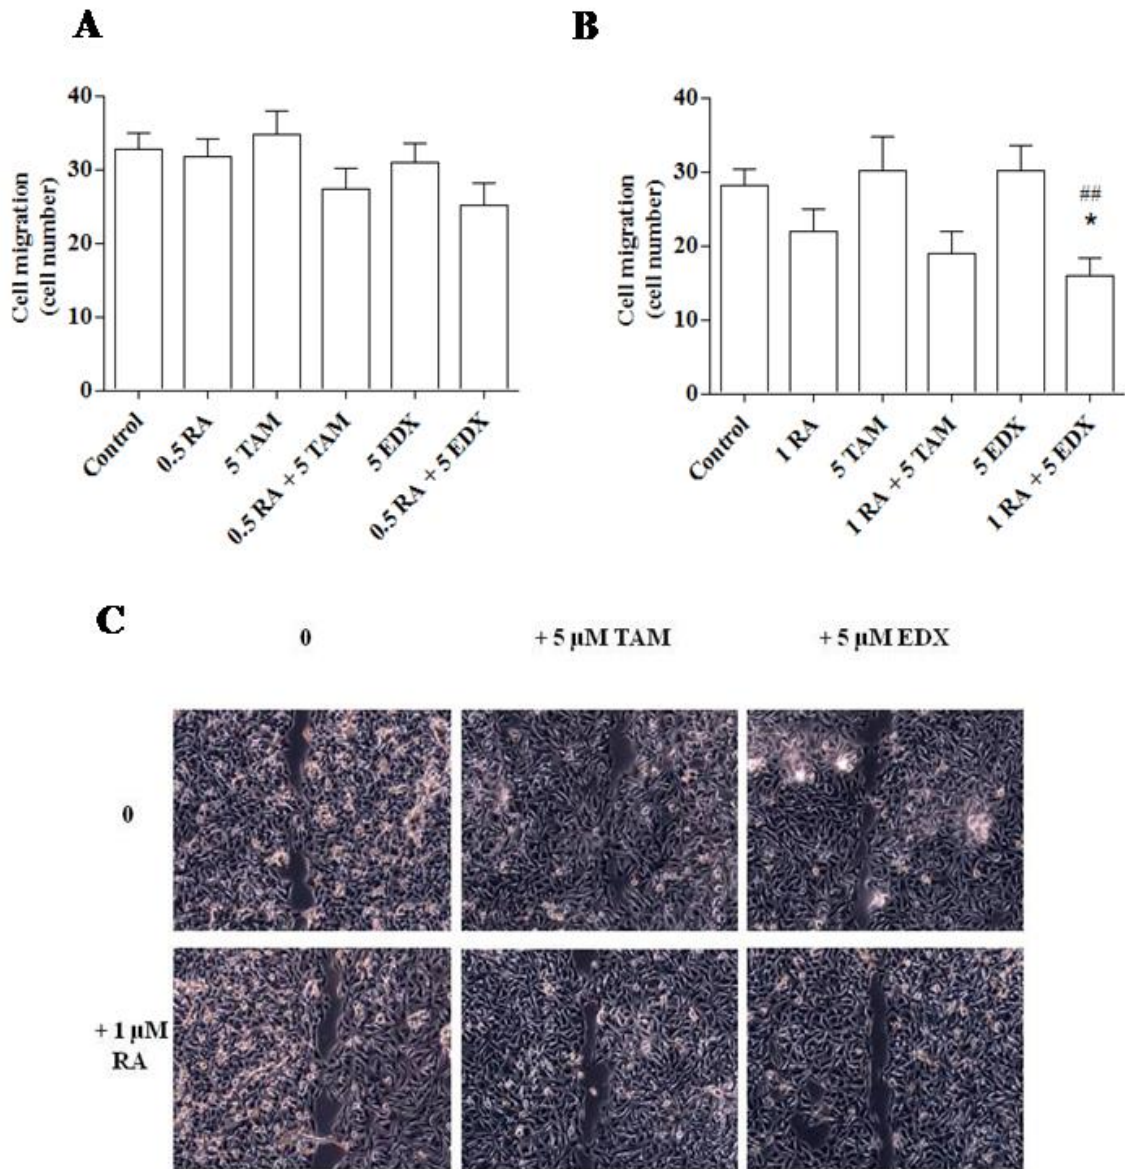 A
B
40
30
20
10
0
Cell migration
(cell number)
Control
0.5 RA
5 TAM
0.5 RA + 5 TAM
5 EDX
0.5 RA + 5 EDX
40
30
20
10
0
Cell migration
(cell number)
##
*
Control
1 RA
5 TAM
1 RA + 5 TAM
5 EDX
1 RA + 5 EDX
C
0
+ 5 µM TAM
+ 5 µM EDX
0
+ 1 µM
RA